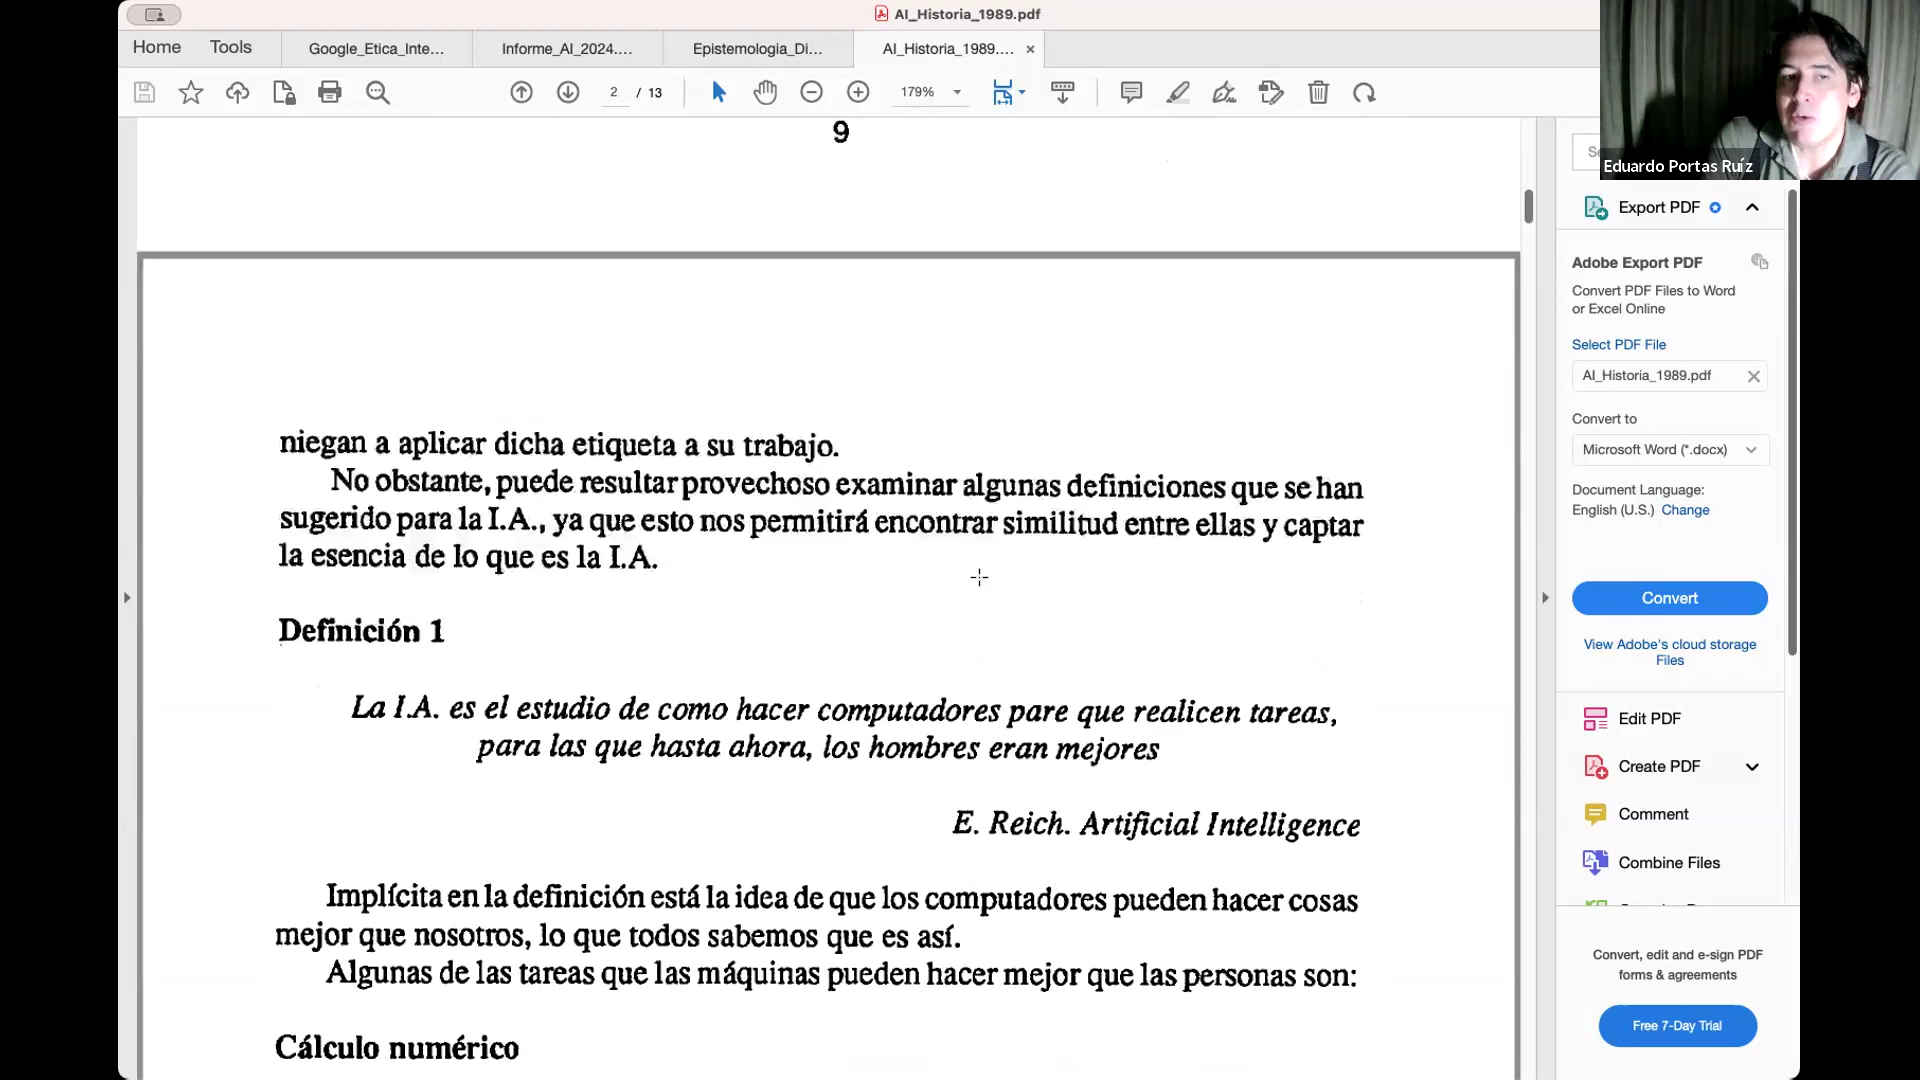 AI_Historia_1989.pdf
Home Tools Google_Etica_Inte... Informe_AI_2024.... Epistemologia_Di... AI_Historia_1989.... ×
2 / 13 179%
Eduardo Portas Ruíz
9
niegan a aplicar dicha etiqueta a su trabajo.
No obstante, puede resultar provechoso examinar algunas definiciones que se han
sugerido para la I.A., ya que esto nos permitirá encontrar similitud entre ellas y captar
la esencia de lo que es la I.A.
Definición 1
La I.A. es el estudio de como hacer computadores pare que realicen tareas,
para las que hasta ahora, los hombres eran mejores
E. Reich. Artificial Intelligence
Implícita en la definición está la idea de que los computadores pueden hacer cosas
mejor que nosotros, lo que todos sabemos que es así.
Algunas de las tareas que las máquinas pueden hacer mejor que las personas son:
Cálculo numérico
Export PDF
Adobe Export PDF
Convert PDF Files to Word
or Excel Online
Select PDF File
AI_Historia_1989.pdf
Convert to
Microsoft Word (*.docx)
Document Language:
English (U.S.) Change
Convert
View Adobe's cloud storage
Files
Edit PDF
Create PDF
Comment
Combine Files
Convert, edit and e-sign PDF
forms & agreements
Free 7-Day Trial